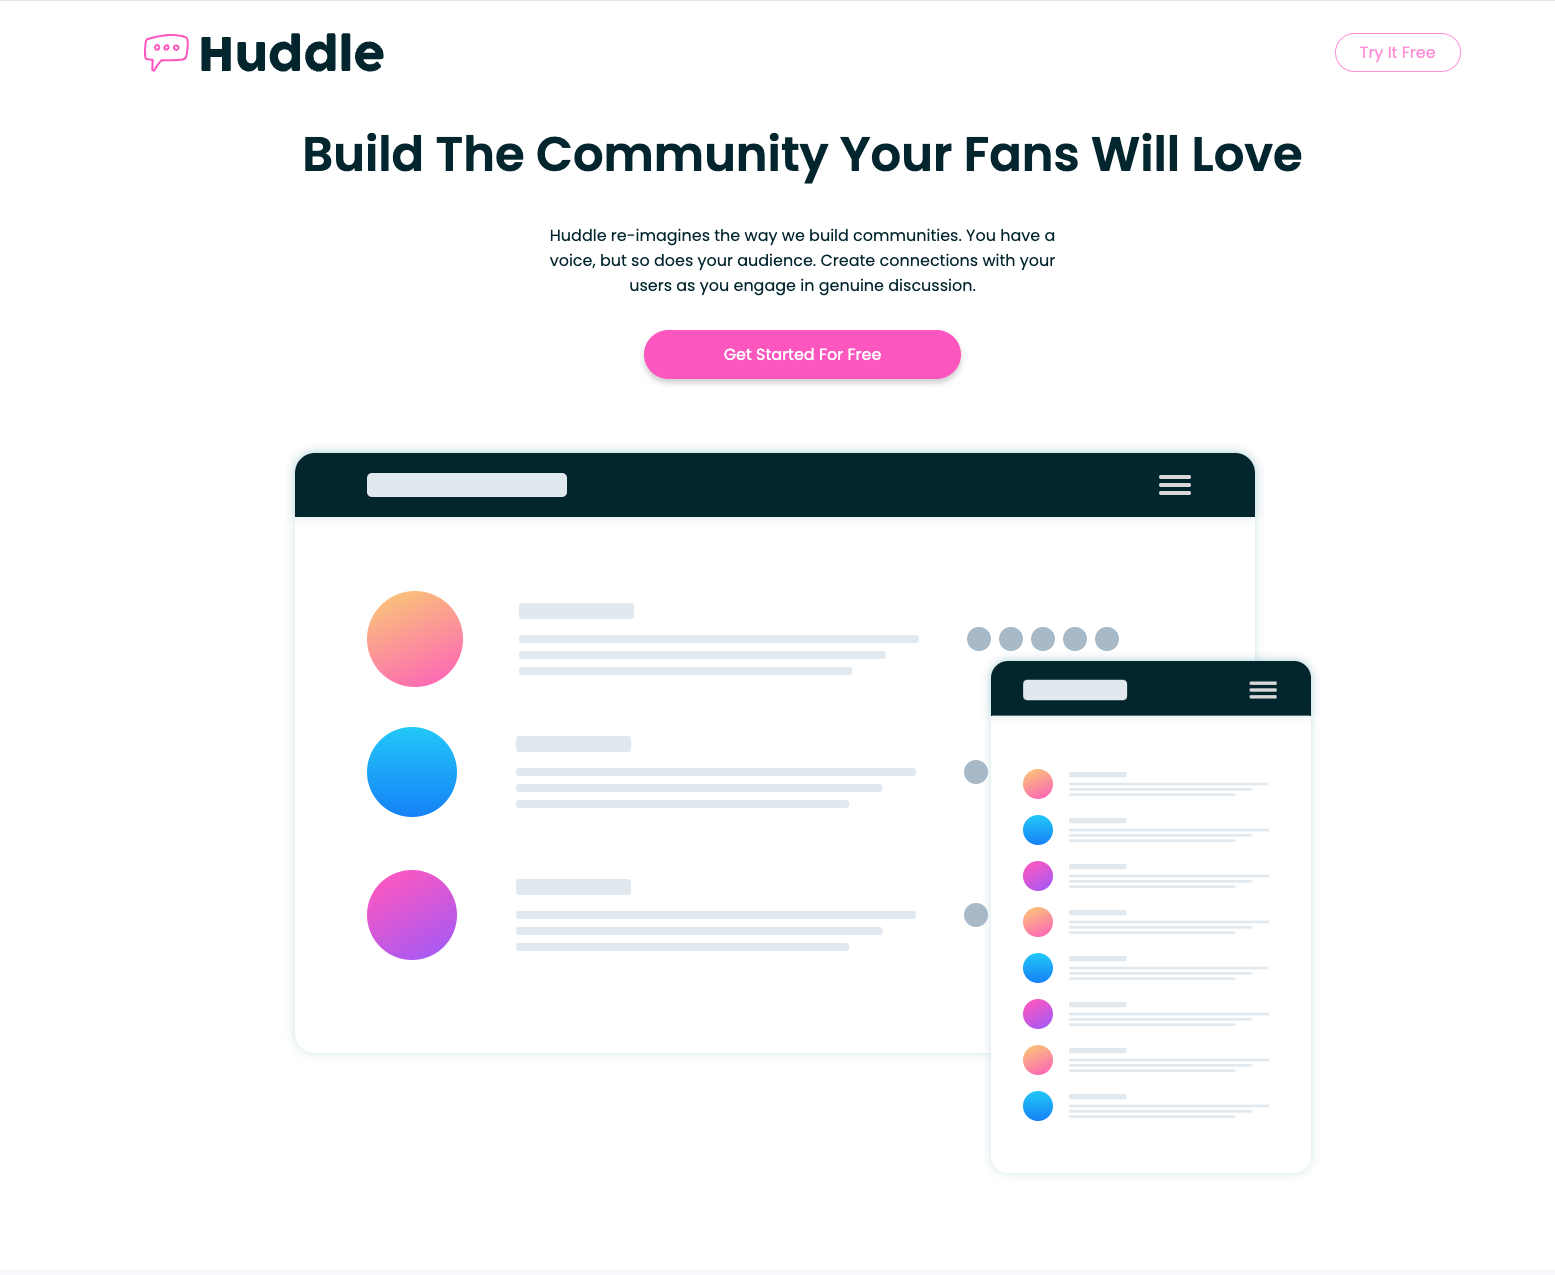 Huddle
Try It Free
Build The Community Your Fans Will Love
Huddle re-imagines the way we build communities. You have a
voice, but so does your audience. Create connections with your
users as you engage in genuine discussion.
Get Started For Free